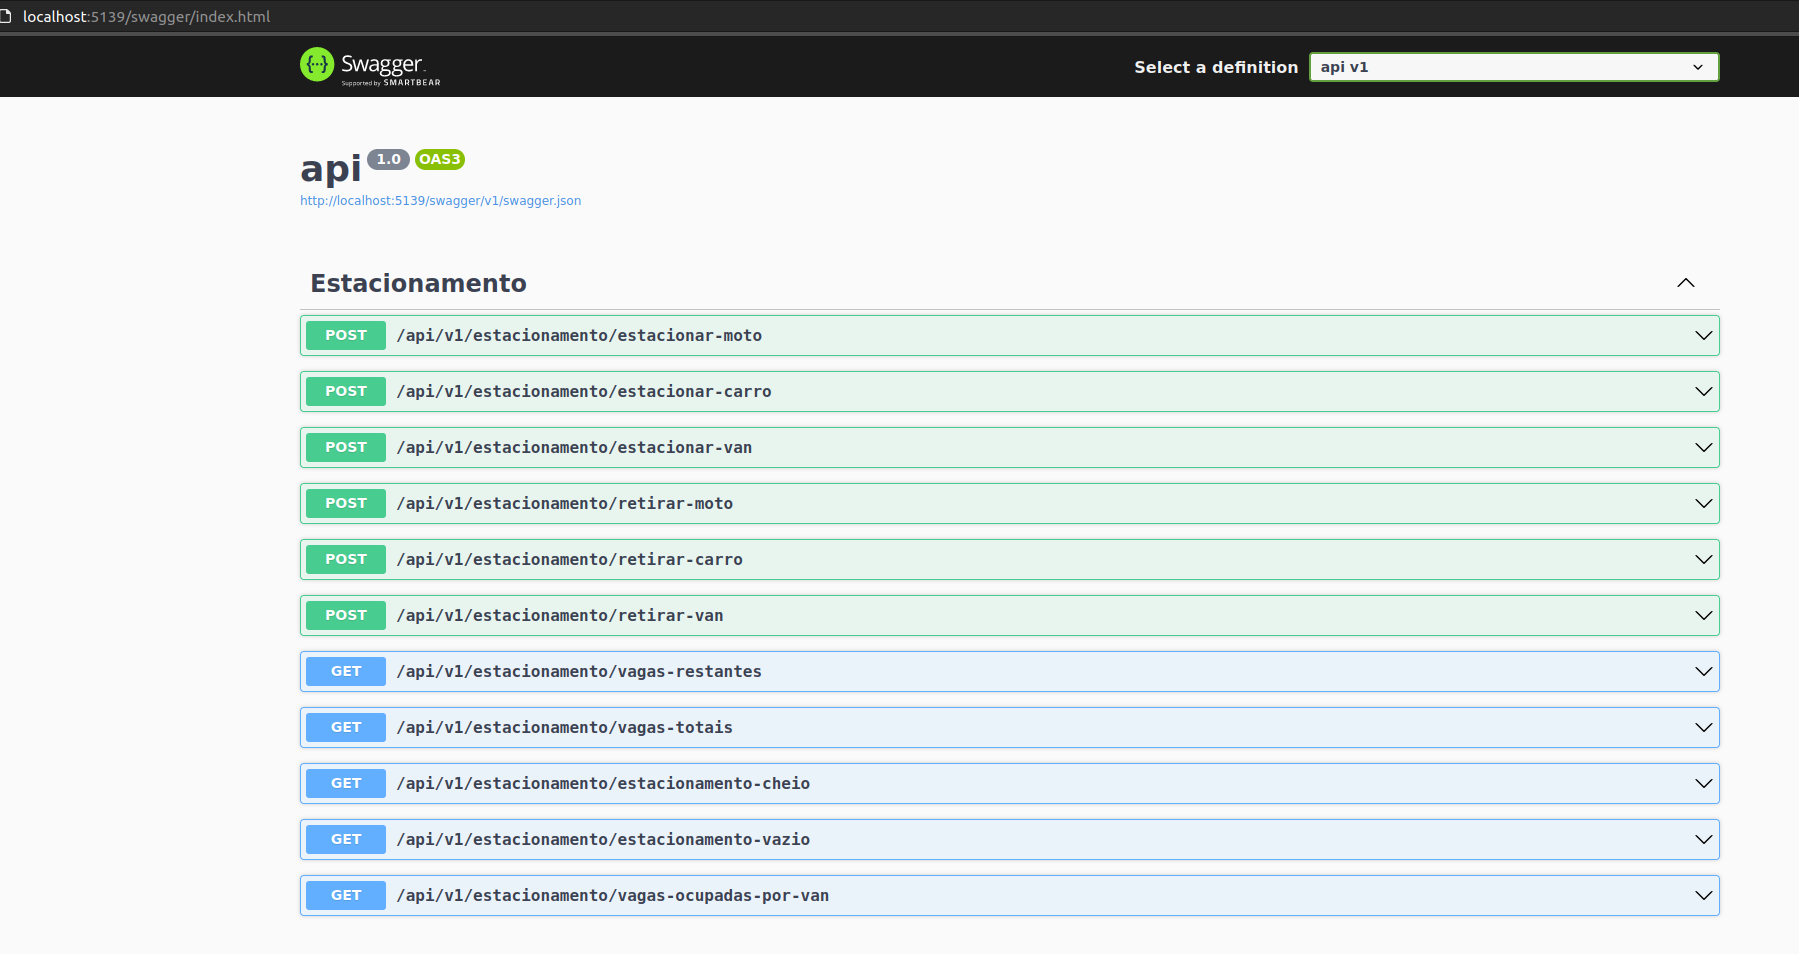 localhost:5139/swagger/index.html
Swagger
Supported by SMARTBEAR
Select a definition
api v1
api 1.0 OAS3
http://localhost:5139/swagger/v1/swagger.json
Estacionamento
POST /api/v1/estacionamento/estacionar-moto
POST /api/v1/estacionamento/estacionar-carro
POST /api/v1/estacionamento/estacionar-van
POST /api/v1/estacionamento/retirar-moto
POST /api/v1/estacionamento/retirar-carro
POST /api/v1/estacionamento/retirar-van
GET /api/v1/estacionamento/vagas-restantes
GET /api/v1/estacionamento/vagas-totais
GET /api/v1/estacionamento/estacionamento-cheio
GET /api/v1/estacionamento/estacionamento-vazio
GET /api/v1/estacionamento/vagas-ocupadas-por-van